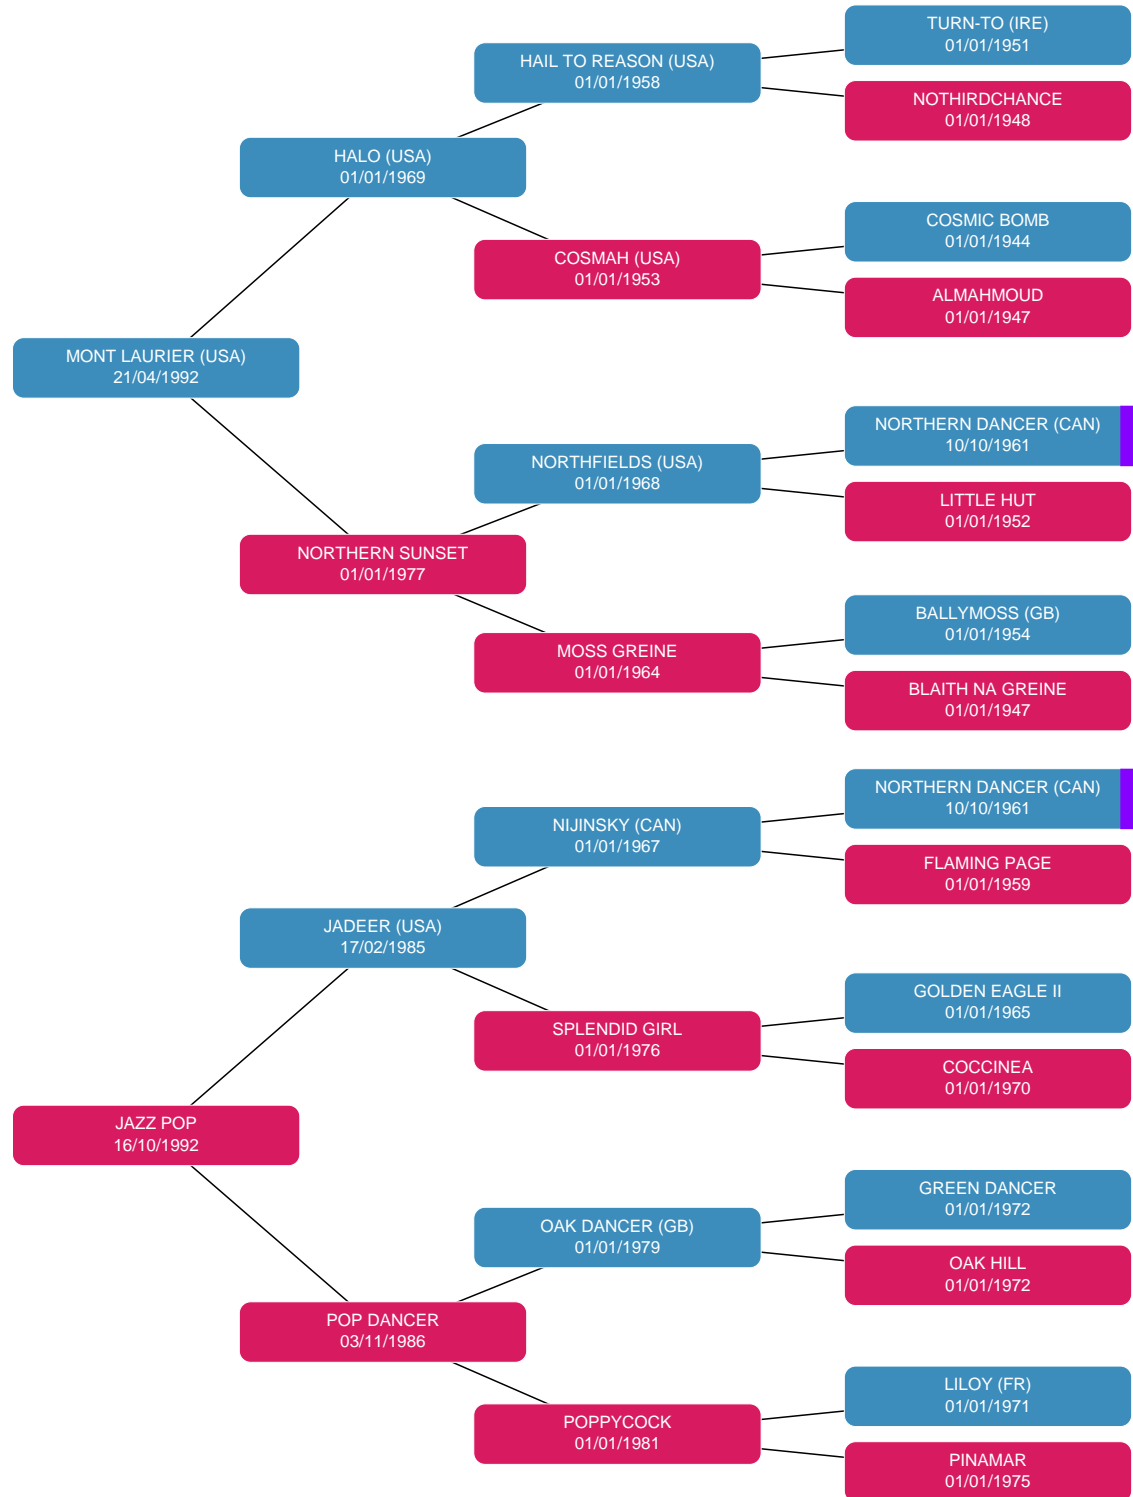 TURN-TO (IRE)
01/01/1951
HAIL TO REASON (USA)
01/01/1958
NOTHIRDCHANCE
01/01/1948
HALO (USA)
01/01/1969
COSMIC BOMB
01/01/1944
COSMAH (USA)
01/01/1953
ALMAHMOUD
01/01/1947
MONT LAURIER (USA)
21/04/1992
NORTHERN DANCER (CAN)
10/10/1961
NORTHFIELDS (USA)
01/01/1968
LITTLE HUT
01/01/1952
NORTHERN SUNSET
01/01/1977
BALLYMOSS (GB)
01/01/1954
MOSS GREINE
01/01/1964
BLAITH NA GREINE
01/01/1947
NORTHERN DANCER (CAN)
10/10/1961
NIJINSKY (CAN)
01/01/1967
FLAMING PAGE
01/01/1959
JADEER (USA)
17/02/1985
GOLDEN EAGLE II
01/01/1965
SPLENDID GIRL
01/01/1976
COCCINEA
01/01/1970
JAZZ POP
16/10/1992
GREEN DANCER
01/01/1972
OAK DANCER (GB)
01/01/1979
OAK HILL
01/01/1972
POP DANCER
03/11/1986
LILOY (FR)
01/01/1971
POPPYCOCK
01/01/1981
PINAMAR
01/01/1975